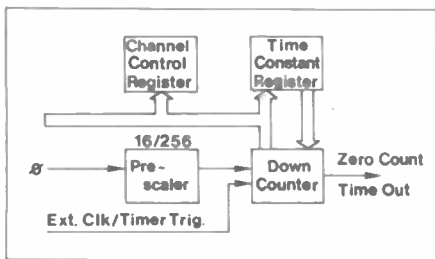 Channel
Control
Register
Time
Constant
Register
16/256
ø
Pre-
scaler
Down
Counter
Zero Count
Time Out
Ext. Clk/Timer Trig.